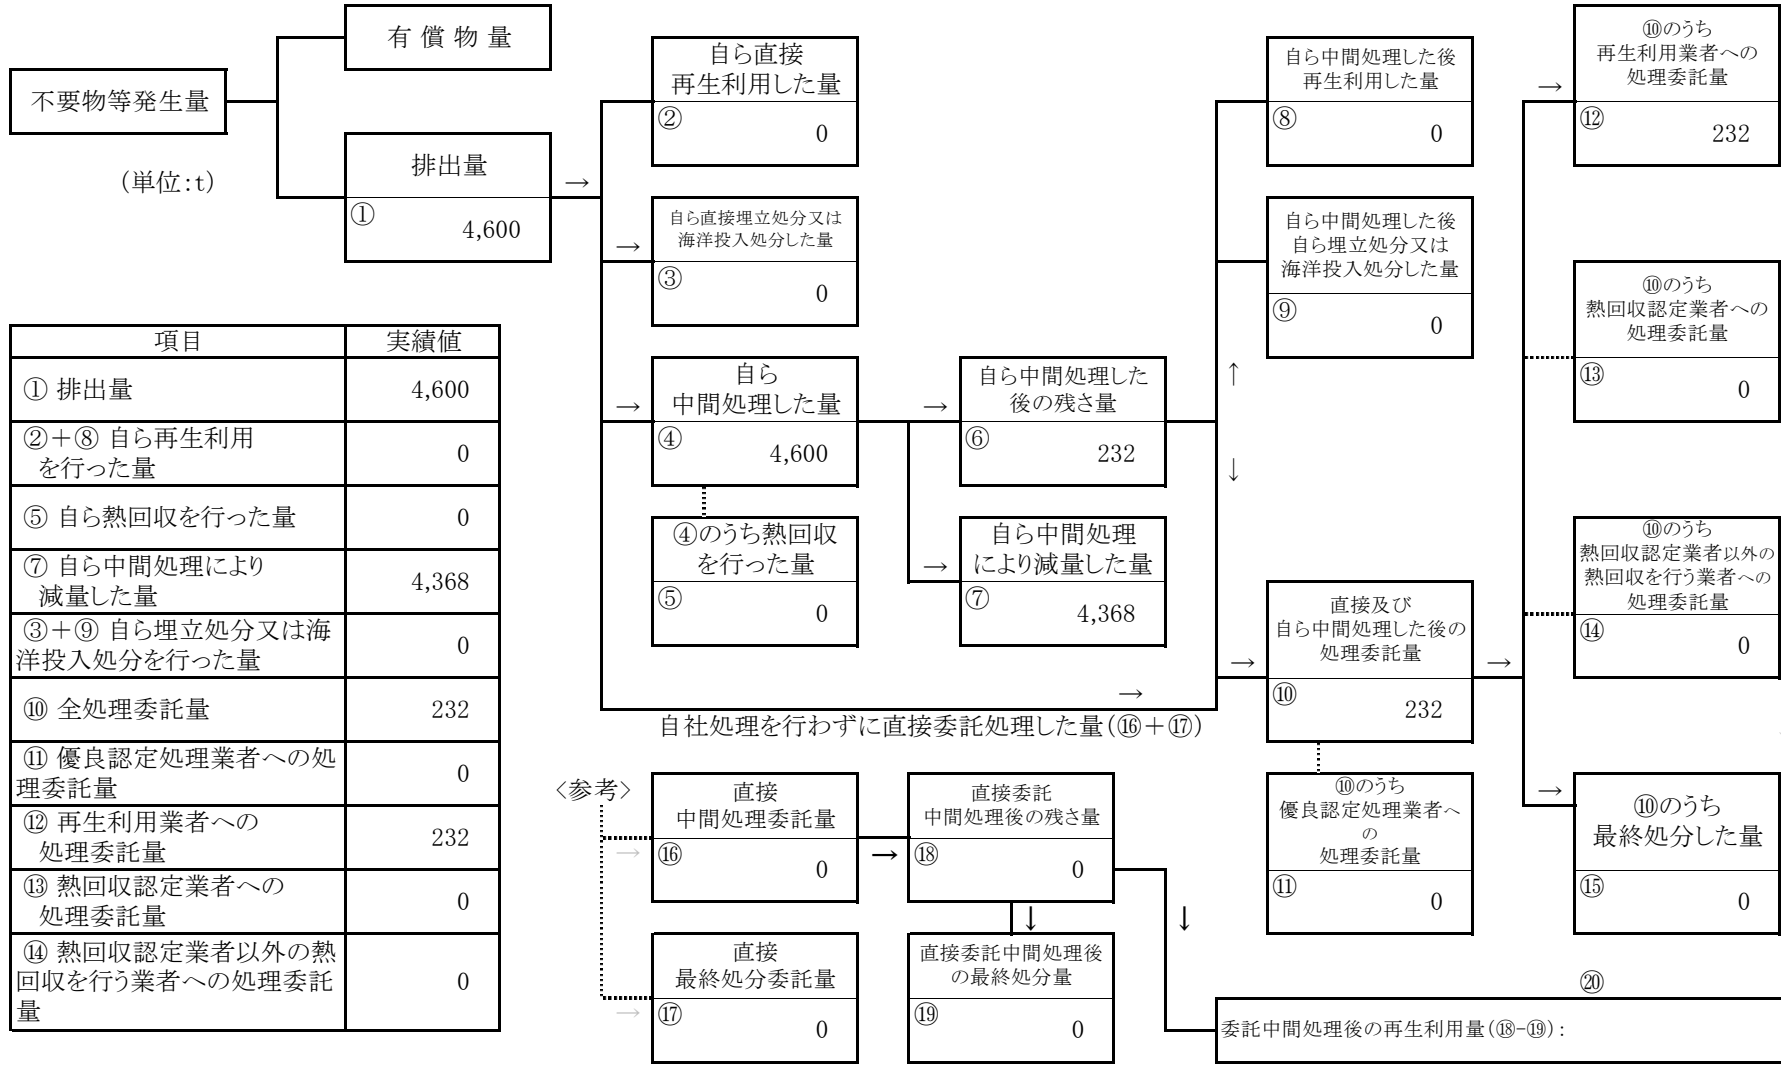 有 償 物 量
不要物等発生量
（単位：t）
排出量
①
4,600
→
自ら直接
再生利用した量
②
0
→
自ら直接埋立処分又は
海洋投入処分した量
③
0
→
自ら
中間処理した量
④
4,600
④のうち熱回収
を行った量
⑤
0
→
自ら中間処理した
後の残さ量
⑥
232
→
自ら中間処理
により減量した量
⑦
4,368
→
自社処理を行わずに直接委託処理した量（⑯＋⑰）
↑
↓
自ら中間処理した後
再生利用した量
⑧
0
自ら中間処理した後
自ら埋立処分又は
海洋投入処分した量
⑨
0
→
直接及び
自ら中間処理した後の
処理委託量
⑩
232
⑩のうち
優良認定処理業者へ
の
処理委託量
⑪
0
→
→
⑩のうち
再生利用業者への
処理委託量
⑫
232
⑩のうち
熱回収認定業者への
処理委託量
⑬
0
⑩のうち
熱回収認定業者以外の
熱回収を行う業者への
処理委託量
⑭
0
→
⑩のうち
最終処分した量
⑮
0
項目 実績値
① 排出量 4,600
②＋⑧ 自ら再生利用
を行った量 0
⑤ 自ら熱回収を行った量 0
⑦ 自ら中間処理により
減量した量 4,368
③＋⑨ 自ら埋立処分又は海
洋投入処分を行った量 0
⑩ 全処理委託量 232
⑪ 優良認定処理業者への処
理委託量 0
⑫ 再生利用業者への
処理委託量 232
⑬ 熱回収認定業者への
処理委託量 0
⑭ 熱回収認定業者以外の熱
回収を行う業者への処理委託
量 0
＜参考＞
→
直接
中間処理委託量
⑯
0
→
直接
最終処分委託量
⑰
0
→
直接委託
中間処理後の残さ量
⑱
0
↓
直接委託中間処理後
の最終処分量
⑲
0
↓
⑳
委託中間処理後の再生利用量（⑱-⑲）：